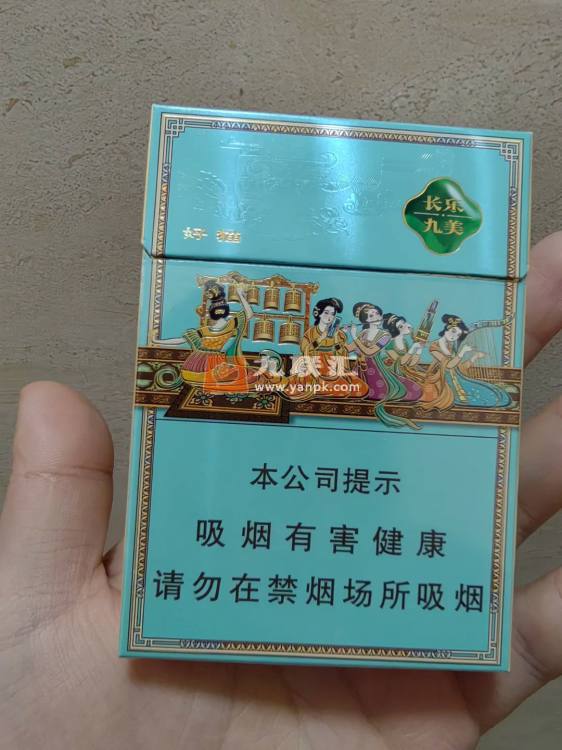 长乐
九美
好猫
九联汇
www.yanpk.com
本公司提示
吸烟有害健康
请勿在禁烟场所吸烟